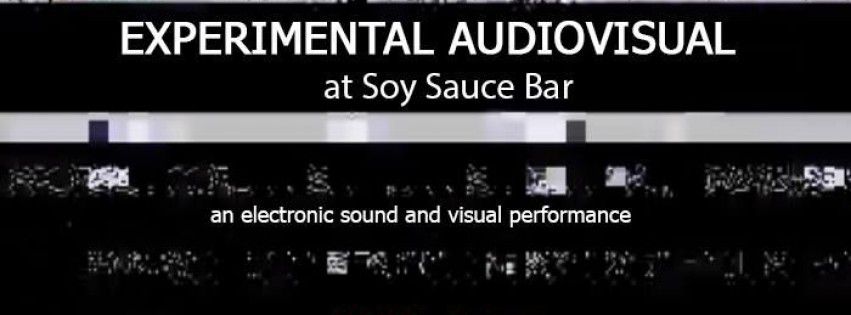 EXPERIMENTAL AUDIOVISUAL
at Soy Sauce Bar
an electronic sound and visual performance